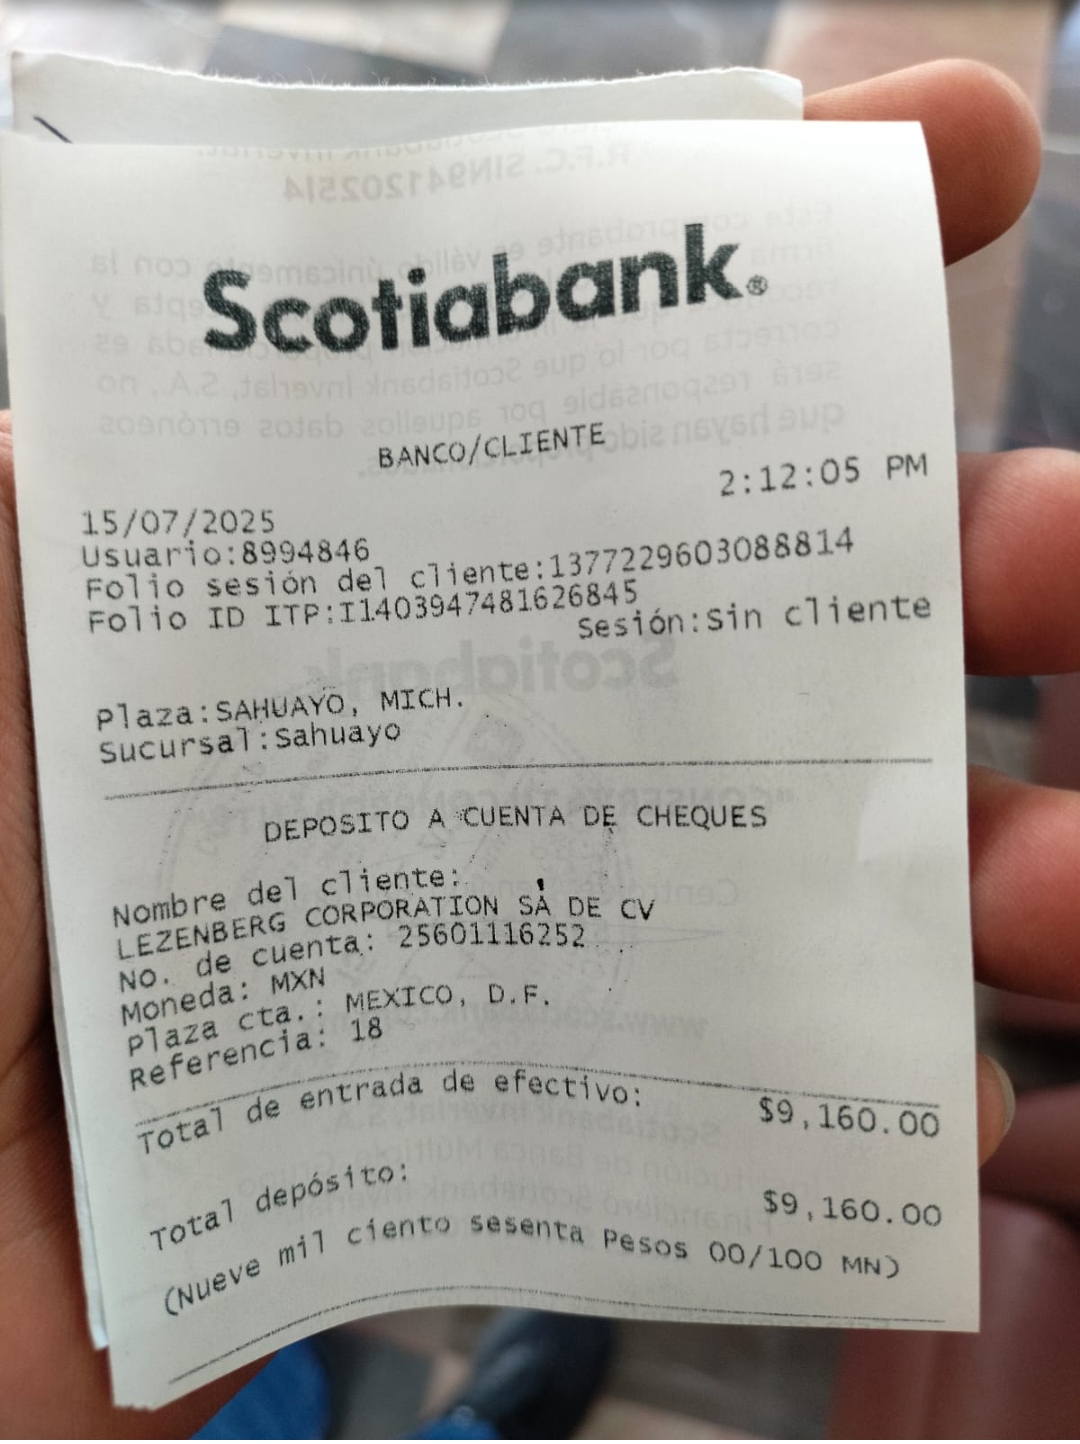 Scotiabank®
BANCO/CLIENTE
2:12:05 PM
15/07/2025
Usuario:8994846
Folio sesión del cliente:1377229603088814
Folio ID ITP:I1403947481626845
Sesión:Sin cliente
Plaza:SAHUAYO, MICH.
Sucursal:Sahuayo
DEPOSITO A CUENTA DE CHEQUES
Nombre del cliente:
LEZENBERG CORPORATION SA DE CV
No. de cuenta: 25601116252
Moneda: MXN
Plaza cta.: MEXICO, D.F.
Referencia: 18
Total de entrada de efectivo: $9,160.00
Total depósito: $9,160.00
(Nueve mil ciento sesenta Pesos 00/100 MN)